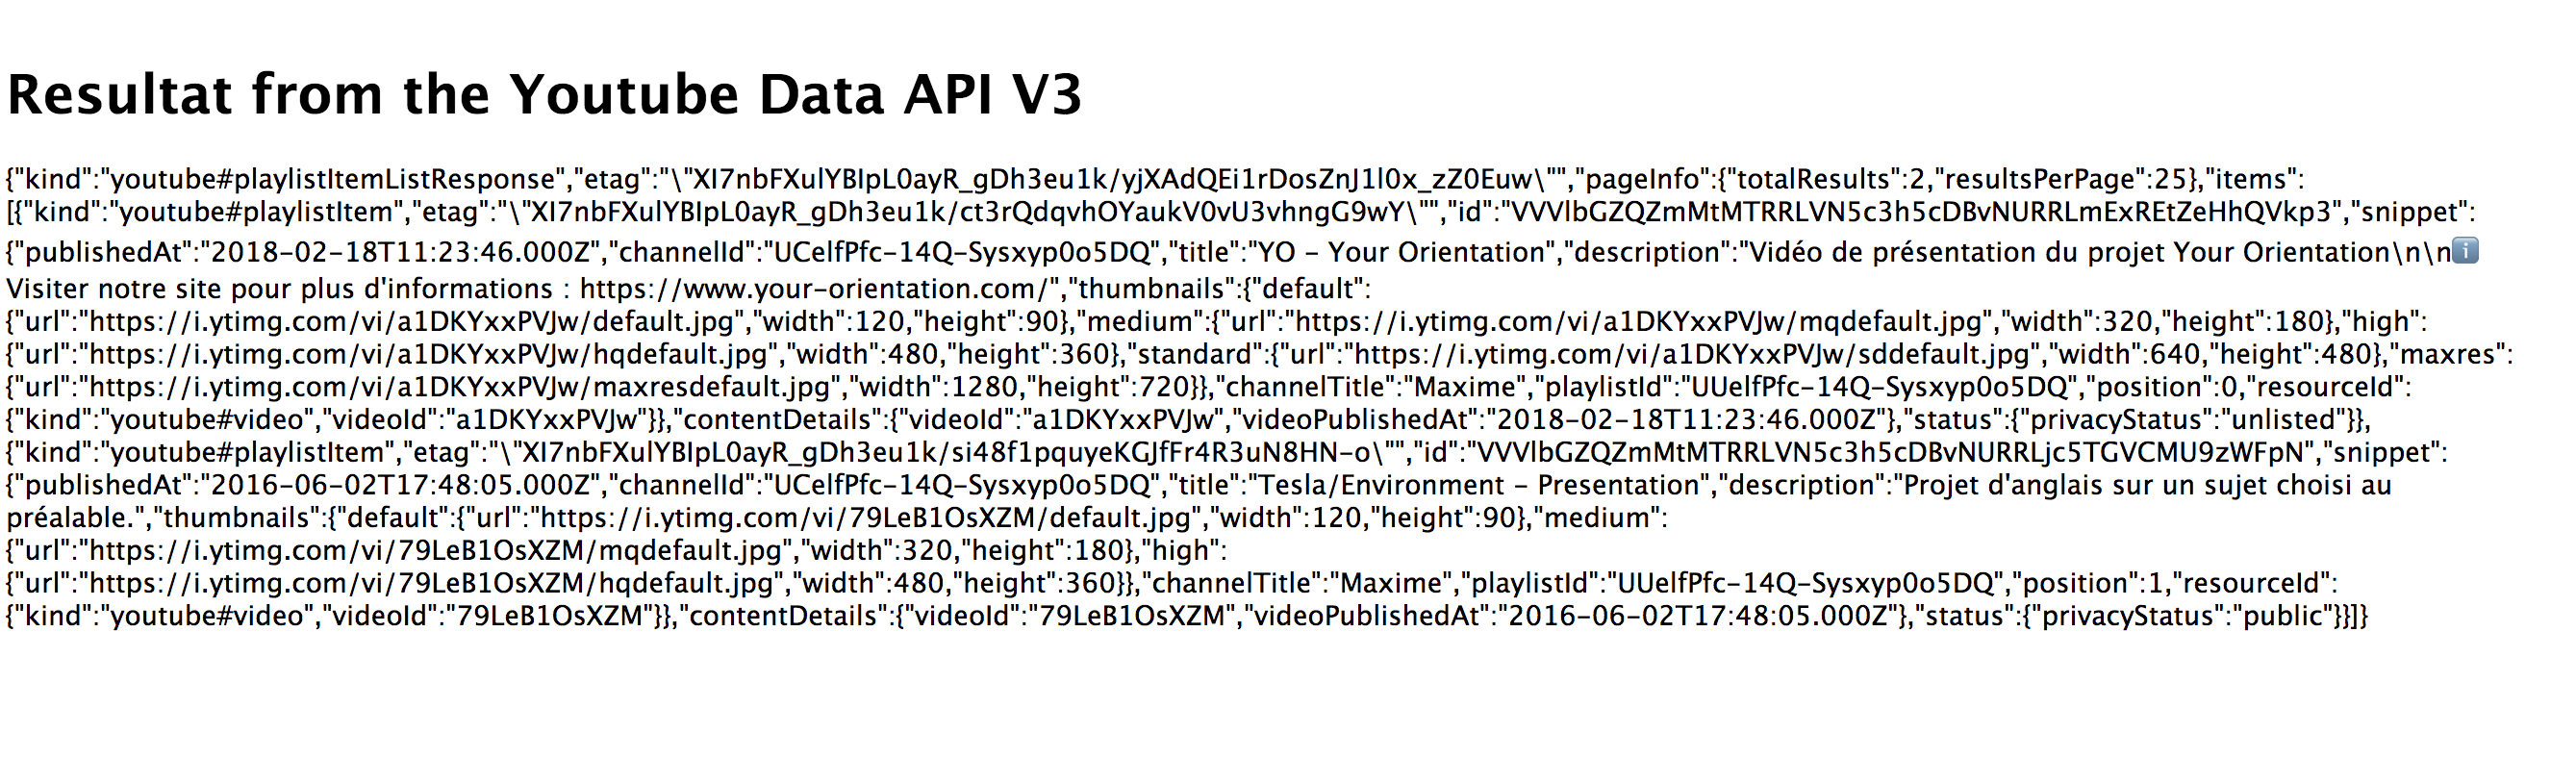 Resultat from the Youtube Data API V3
{"kind":"youtube#playlistItemListResponse","etag":"\"XI7nbFXulYBIpL0ayR_gDh3eu1k/yjXAdQEi1rDosZnJ1l0x_zZ0Euw\"","pageInfo":{"totalResults":2,"resultsPerPage":25},"items":
[{"kind":"youtube#playlistItem","etag":"\"XI7nbFXulYBIpL0ayR_gDh3eu1k/ct3rQdqvhOYaukV0vU3vhngG9wY\"","id":"VVVlbGZQZmMtMTRRLVN5c3h5cDBvNURRLmExREtZeHhQVkp3","snippet":
{"publishedAt":"2018-02-18T11:23:46.000Z","channelId":"UCelfPfc-14Q-Sysxyp0o5DQ","title":"YO - Your Orientation","description":"Vidéo de présentation du projet Your Orientation\n\nℹ️
Visiter notre site pour plus d'informations : https://www.your-orientation.com/","thumbnails":{"default":
{"url":"https://i.ytimg.com/vi/a1DKYxxPVJw/default.jpg","width":120,"height":90},"medium":{"url":"https://i.ytimg.com/vi/a1DKYxxPVJw/mqdefault.jpg","width":320,"height":180},"high":
{"url":"https://i.ytimg.com/vi/a1DKYxxPVJw/hqdefault.jpg","width":480,"height":360},"standard":{"url":"https://i.ytimg.com/vi/a1DKYxxPVJw/sddefault.jpg","width":640,"height":480},"maxres":
{"url":"https://i.ytimg.com/vi/a1DKYxxPVJw/maxresdefault.jpg","width":1280,"height":720}},"channelTitle":"Maxime","playlistId":"UUelfPfc-14Q-Sysxyp0o5DQ","position":0,"resourceId":
{"kind":"youtube#video","videoId":"a1DKYxxPVJw"}},"contentDetails":{"videoId":"a1DKYxxPVJw","videoPublishedAt":"2018-02-18T11:23:46.000Z"},"status":{"privacyStatus":"unlisted"}},
{"kind":"youtube#playlistItem","etag":"\"XI7nbFXulYBIpL0ayR_gDh3eu1k/si48f1pquyeKGJfFr4R3uN8HN-o\"","id":"VVVlbGZQZmMtMTRRLVN5c3h5cDBvNURRLjc5TGVCMU9zWFpN","snippet":
{"publishedAt":"2016-06-02T17:48:05.000Z","channelId":"UCelfPfc-14Q-Sysxyp0o5DQ","title":"Tesla/Environment - Presentation","description":"Projet d'anglais sur un sujet choisi au
préalable.","thumbnails":{"default":{"url":"https://i.ytimg.com/vi/79LeB1OsXZM/default.jpg","width":120,"height":90},"medium":
{"url":"https://i.ytimg.com/vi/79LeB1OsXZM/mqdefault.jpg","width":320,"height":180},"high":
{"url":"https://i.ytimg.com/vi/79LeB1OsXZM/hqdefault.jpg","width":480,"height":360}},"channelTitle":"Maxime","playlistId":"UUelfPfc-14Q-Sysxyp0o5DQ","position":1,"resourceId":
{"kind":"youtube#video","videoId":"79LeB1OsXZM"}},"contentDetails":{"videoId":"79LeB1OsXZM","videoPublishedAt":"2016-06-02T17:48:05.000Z"},"status":{"privacyStatus":"public"}}]}